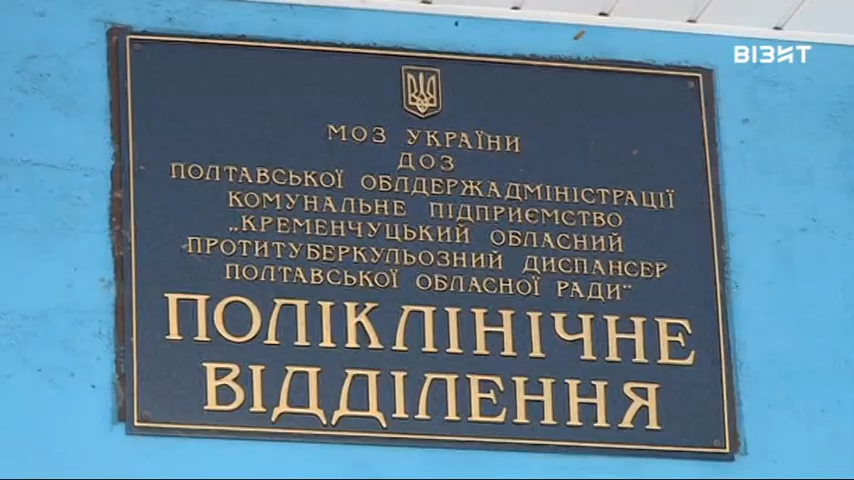 ВІЗИТ
МОЗ УКРАЇНИ
ДОЗ
ПОЛТАВСЬКОЇ ОБЛДЕРЖАДМІНІСТРАЦІЇ
КОМУНАЛЬНЕ ПІДПРИЄМСТВО
„КРЕМЕНЧУЦЬКИЙ ОБЛАСНИЙ
ПРОТИТУБЕРКУЛЬОЗНИЙ ДИСПАНСЕР
ПОЛТАВСЬКОЇ ОБЛАСНОЇ РАДИ”
ПОЛІКЛІНІЧНЕ
ВІДДІЛЕННЯ